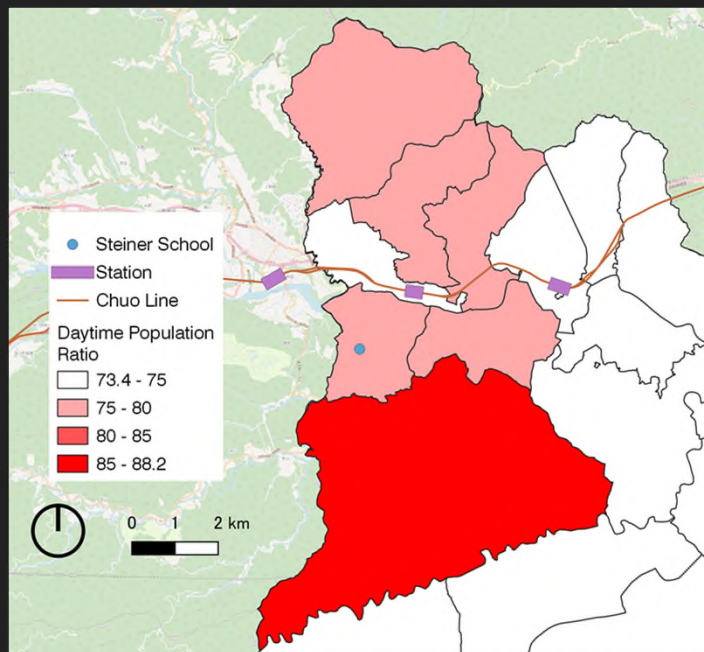 Steiner School
Station
Chuo Line
Daytime Population
Ratio
73.4 - 75
75 - 80
80 - 85
85 - 88.2
0 1 2 km